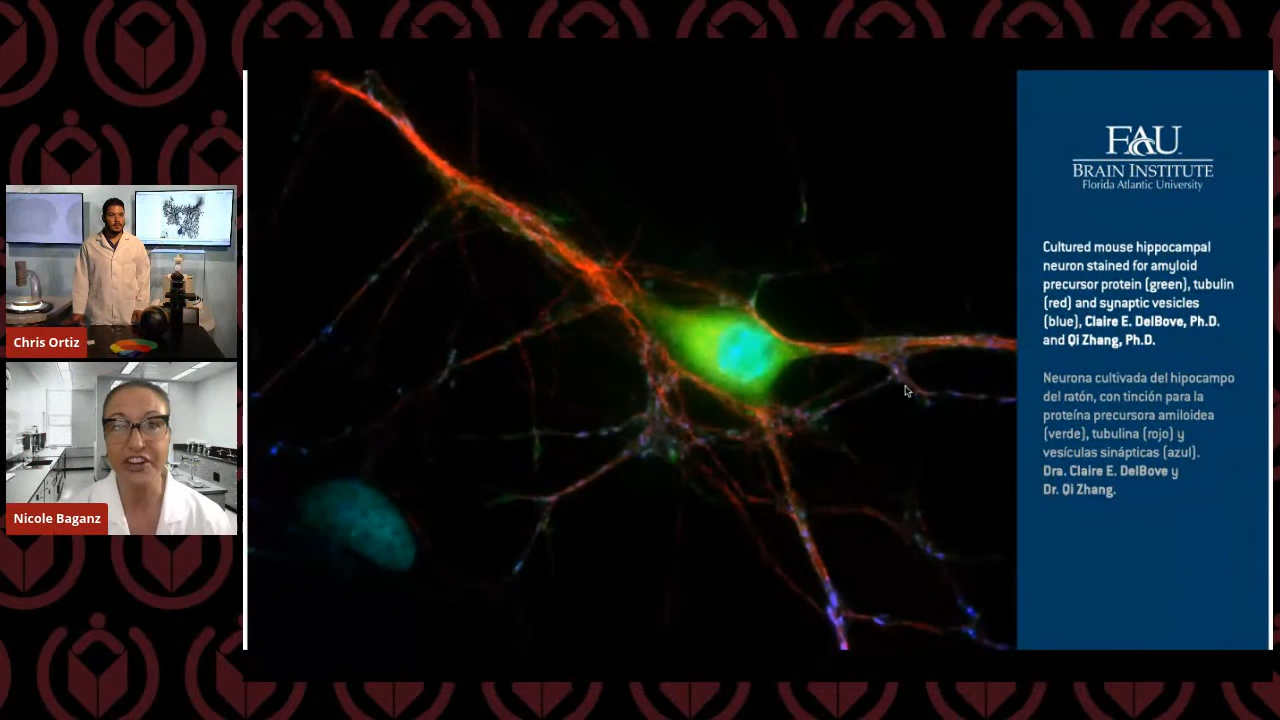 Chris Ortiz
Nicole Baganz
FAU
BRAIN INSTITUTE
Florida Atlantic University
Cultured mouse hippocampal
neuron stained for amyloid
precursor protein (green), tubulin
(red) and synaptic vesicles
(blue), Claire E. DelBove, Ph.D.
and Qi Zhang, Ph.D.
Neurona cultivada del hipocampo
del ratón, con tinción para la
proteína precursora amiloidea
(verde), tubulina (rojo) y
vesículas sinápticas (azul).
Dra. Claire E. DelBove y
Dr. Qi Zhang.